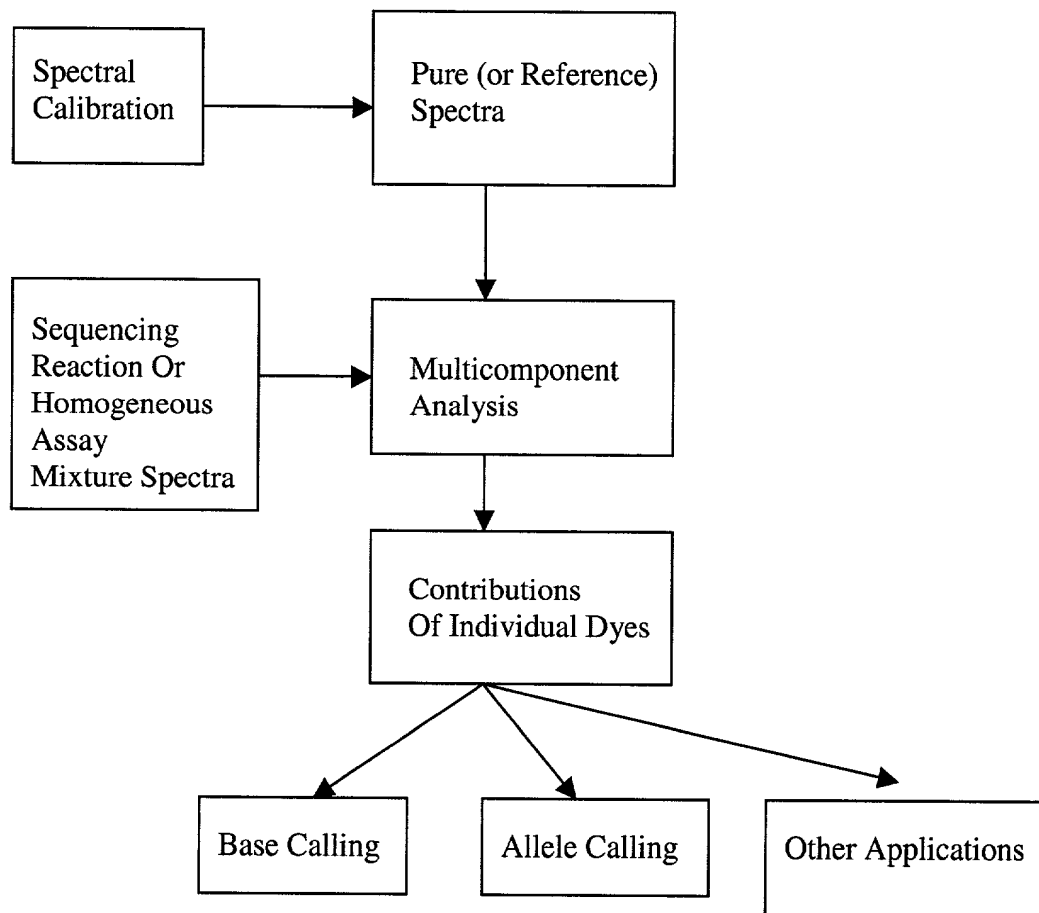 Spectral
Calibration
Pure (or Reference)
Spectra
Sequencing
Reaction Or
Homogeneous
Assay
Mixture Spectra
Multicomponent
Analysis
Contributions
Of Individual Dyes
Base Calling
Allele Calling
Other Applications